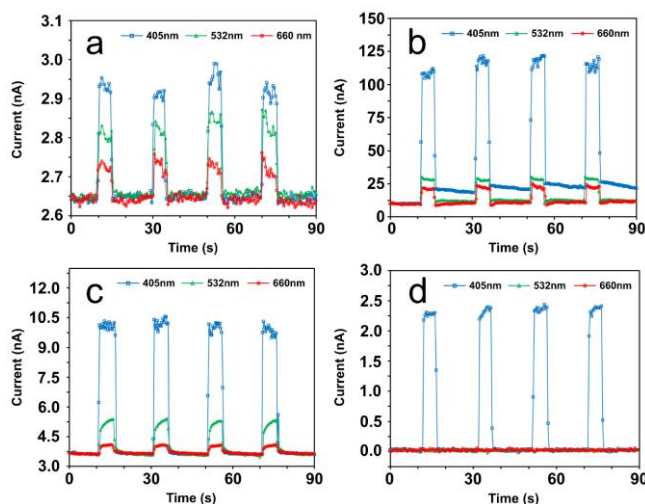 a
405nm 532nm 660 nm
3.1
3.0
2.9
2.8
2.7
2.6
Current (nA)
0 30 60 90
Time (s)
b
405nm 532nm 660nm
150
125
100
75
50
25
0
Current (nA)
0 30 60 90
Time (s)
c
405nm 532nm 660nm
12.0
10.5
9.0
7.5
6.0
4.5
3.0
Current (nA)
0 30 60 90
Time (s)
d
405nm 532nm 660nm
3.0
2.5
2.0
1.5
1.0
0.5
0.0
Current (nA)
0 30 60 90
Time (s)